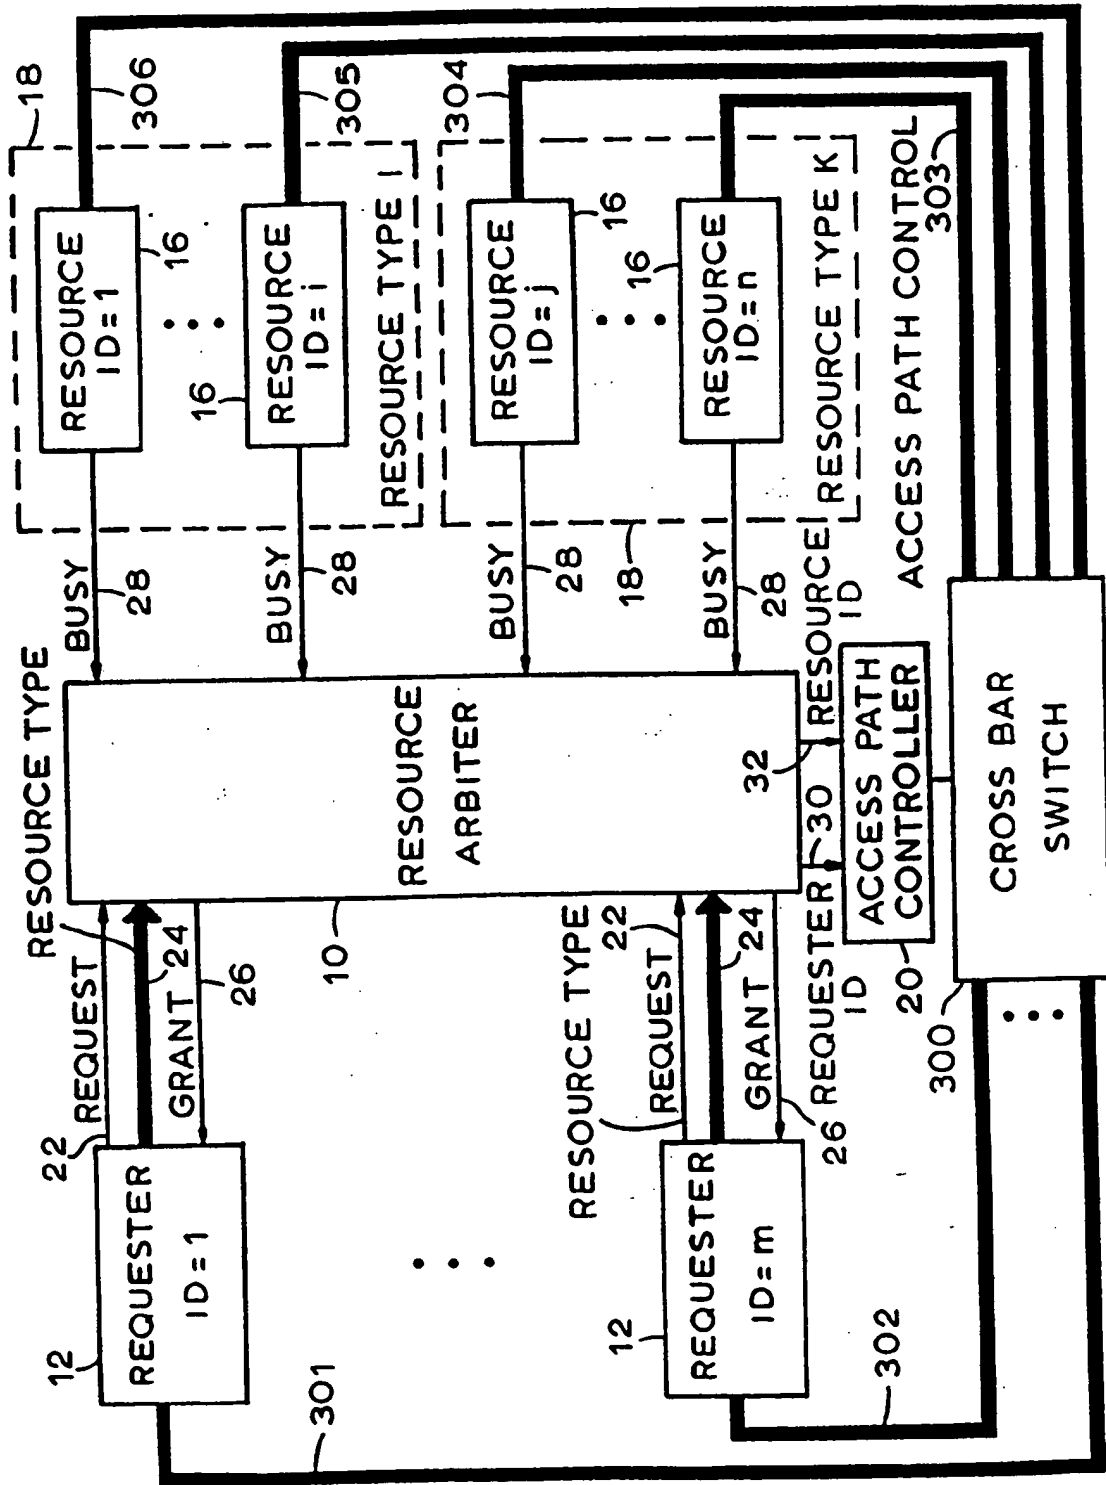 RESOURCE TYPE
22
REQUEST
24
GRANT
26
12
REQUESTER
ID=1
301
10
RESOURCE
ARBITER
BUSY
28
BUSY
28
BUSY
28
BUSY
28
18
RESOURCE
ID=1
16
306
16
RESOURCE
ID=i
305
RESOURCE TYPE 1
RESOURCE
ID=j
16
304
16
RESOURCE
ID=n
RESOURCE TYPE K
18
303
ACCESS PATH CONTROL
RESOURCE TYPE
REQUEST
22
24
GRANT
26
12
REQUESTER
ID=m
302
REQUESTER
ID
30
32
RESOURCE
ID
ACCESS PATH
CONTROLLER
20
300
CROSS BAR
SWITCH